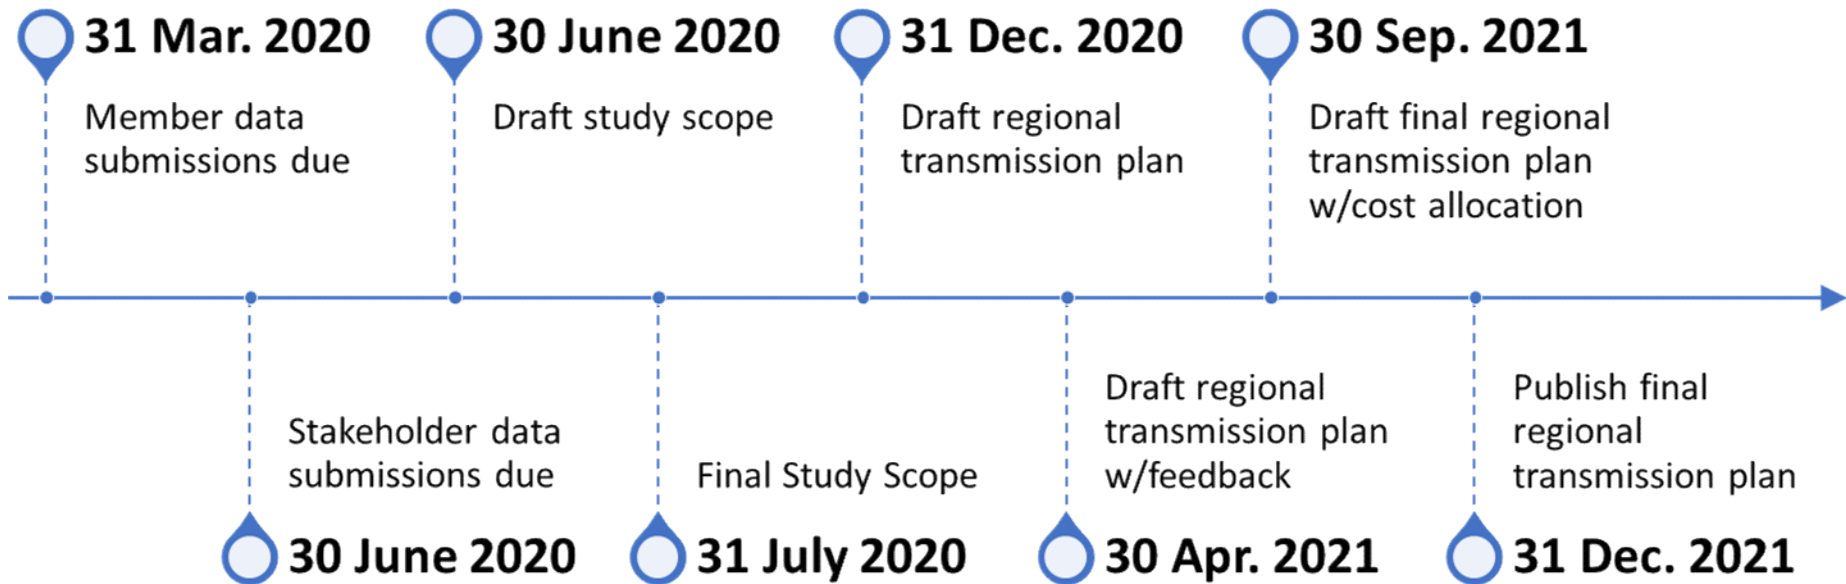 31 Mar. 2020
Member data
submissions due
30 June 2020
Stakeholder data
submissions due
30 June 2020
Draft study scope
31 July 2020
Final Study Scope
31 Dec. 2020
Draft regional
transmission plan
30 Apr. 2021
Draft regional
transmission plan
w/feedback
30 Sep. 2021
Draft final regional
transmission plan
w/cost allocation
31 Dec. 2021
Publish final
regional
transmission plan